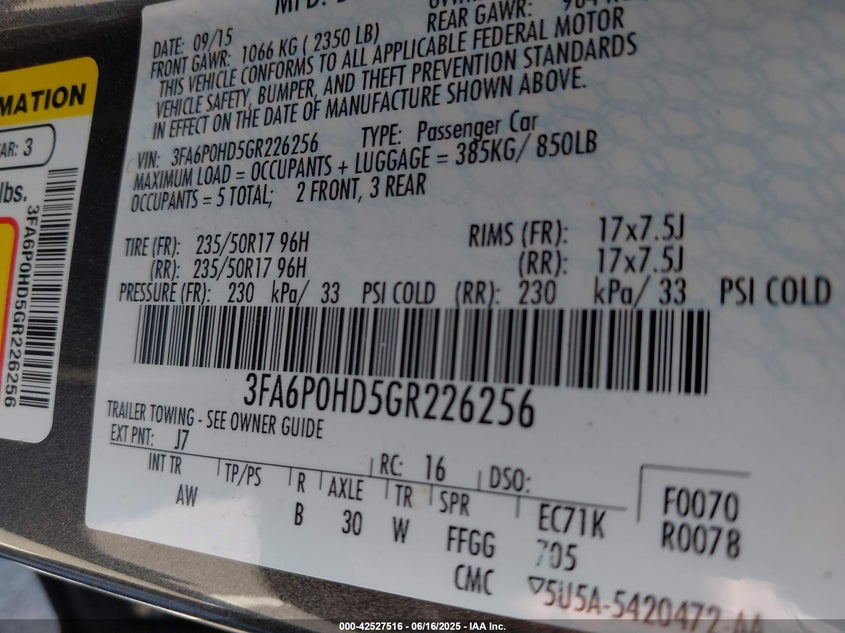 DATE: 09/15
FRONT GAWR: 1066 KG ( 2350 LB)
REAR GAWR:
THIS VEHICLE CONFORMS TO ALL APPLICABLE FEDERAL MOTOR
VEHICLE SAFETY, BUMPER, AND THEFT PREVENTION STANDARDS
IN EFFECT ON THE DATE OF MANUFACTURE SHOWN ABOVE.
VIN: 3FA6P0HD5GR226256 TYPE: Passenger Car
MAXIMUM LOAD = OCCUPANTS + LUGGAGE = 385KG/ 850LB
OCCUPANTS = 5 TOTAL; 2 FRONT, 3 REAR
TIRE (FR): 235/50R17 96H RIMS (FR): 17x7.5J
(RR): 235/50R17 96H (RR): 17x7.5J
PRESSURE (FR): 230 kPa/ 33 PSI COLD (RR): 230 kPa/ 33 PSI COLD
3FA6P0HD5GR226256
TRAILER TOWING - SEE OWNER GUIDE
EXT PNT: J7 RC: 16 DSO:
INT TR TP/PS R AXLE TR SPR EC71K F0070
AW B 30 W FFGG 705 R0078
CMC ▽5U5A-5420472-AA
MATION
AR: 3
lbs.
3FA6P0HD5GR226256
000-42527516 - 06/16/2025 - IAA Inc.